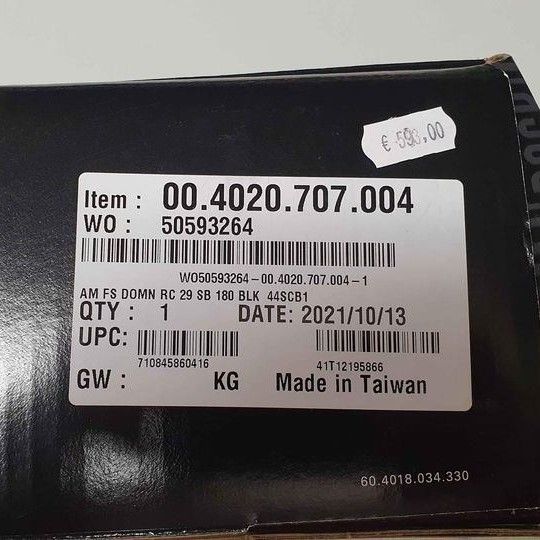 € 593,00
Item : 00.4020.707.004
WO : 50593264
WO50593264-00.4020.707.004-1
AM FS DOMN RC 29 SB 180 BLK 44SCB1
QTY : 1 DATE: 2021/10/13
UPC:
710845860416 41T12195866
GW : KG Made in Taiwan
60.4018.034.330